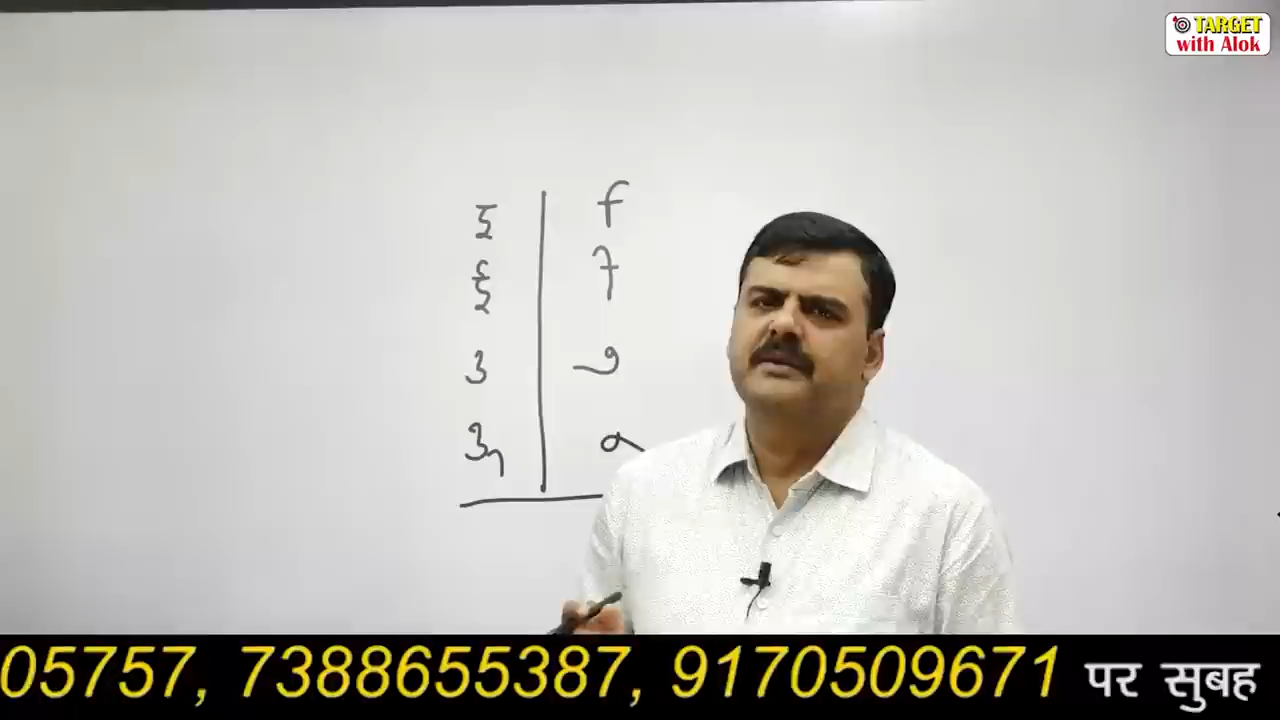 TARGET
with Alok
इ ि
ई ी
उ ु
ऊ ू
05757, 7388655387, 9170509671 पर सुबह